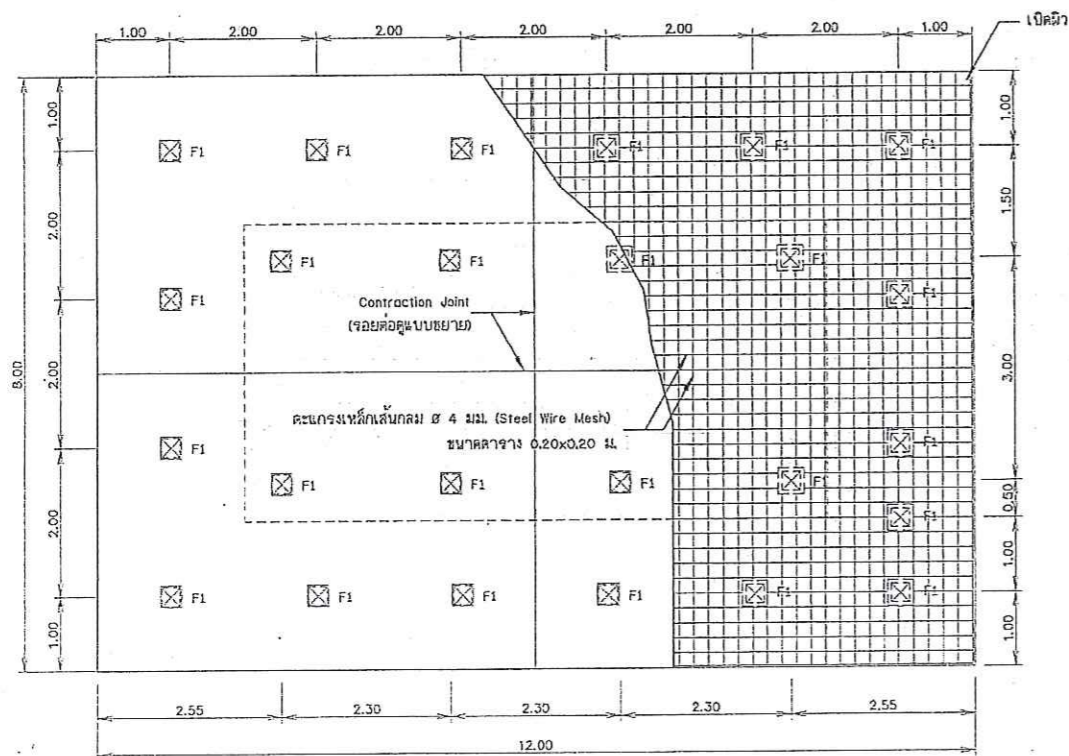 เปิดผิว
1.00
2.00
2.00
2.00
2.00
2.00
1.00
1.00
2.00
2.00
2.00
1.00
8.00
F1
F1
F1
F1
F1
F1
1.00
1.50
3.00
0.50
1.00
1.00
F1
F1
F1
F1
F1
F1
Contraction Joint
(รอยต่อคูแบบขยาย)
ตะแกรงเหล็กเส้นกลม Ø 4 มม. (Steel Wire Mesh)
ขนาดตาราง 0.20x0.20 ม.
F1
F1
F1
F1
F1
F1
F1
F1
F1
F1
F1
F1
F1
2.55
2.30
2.30
2.30
2.55
12.00